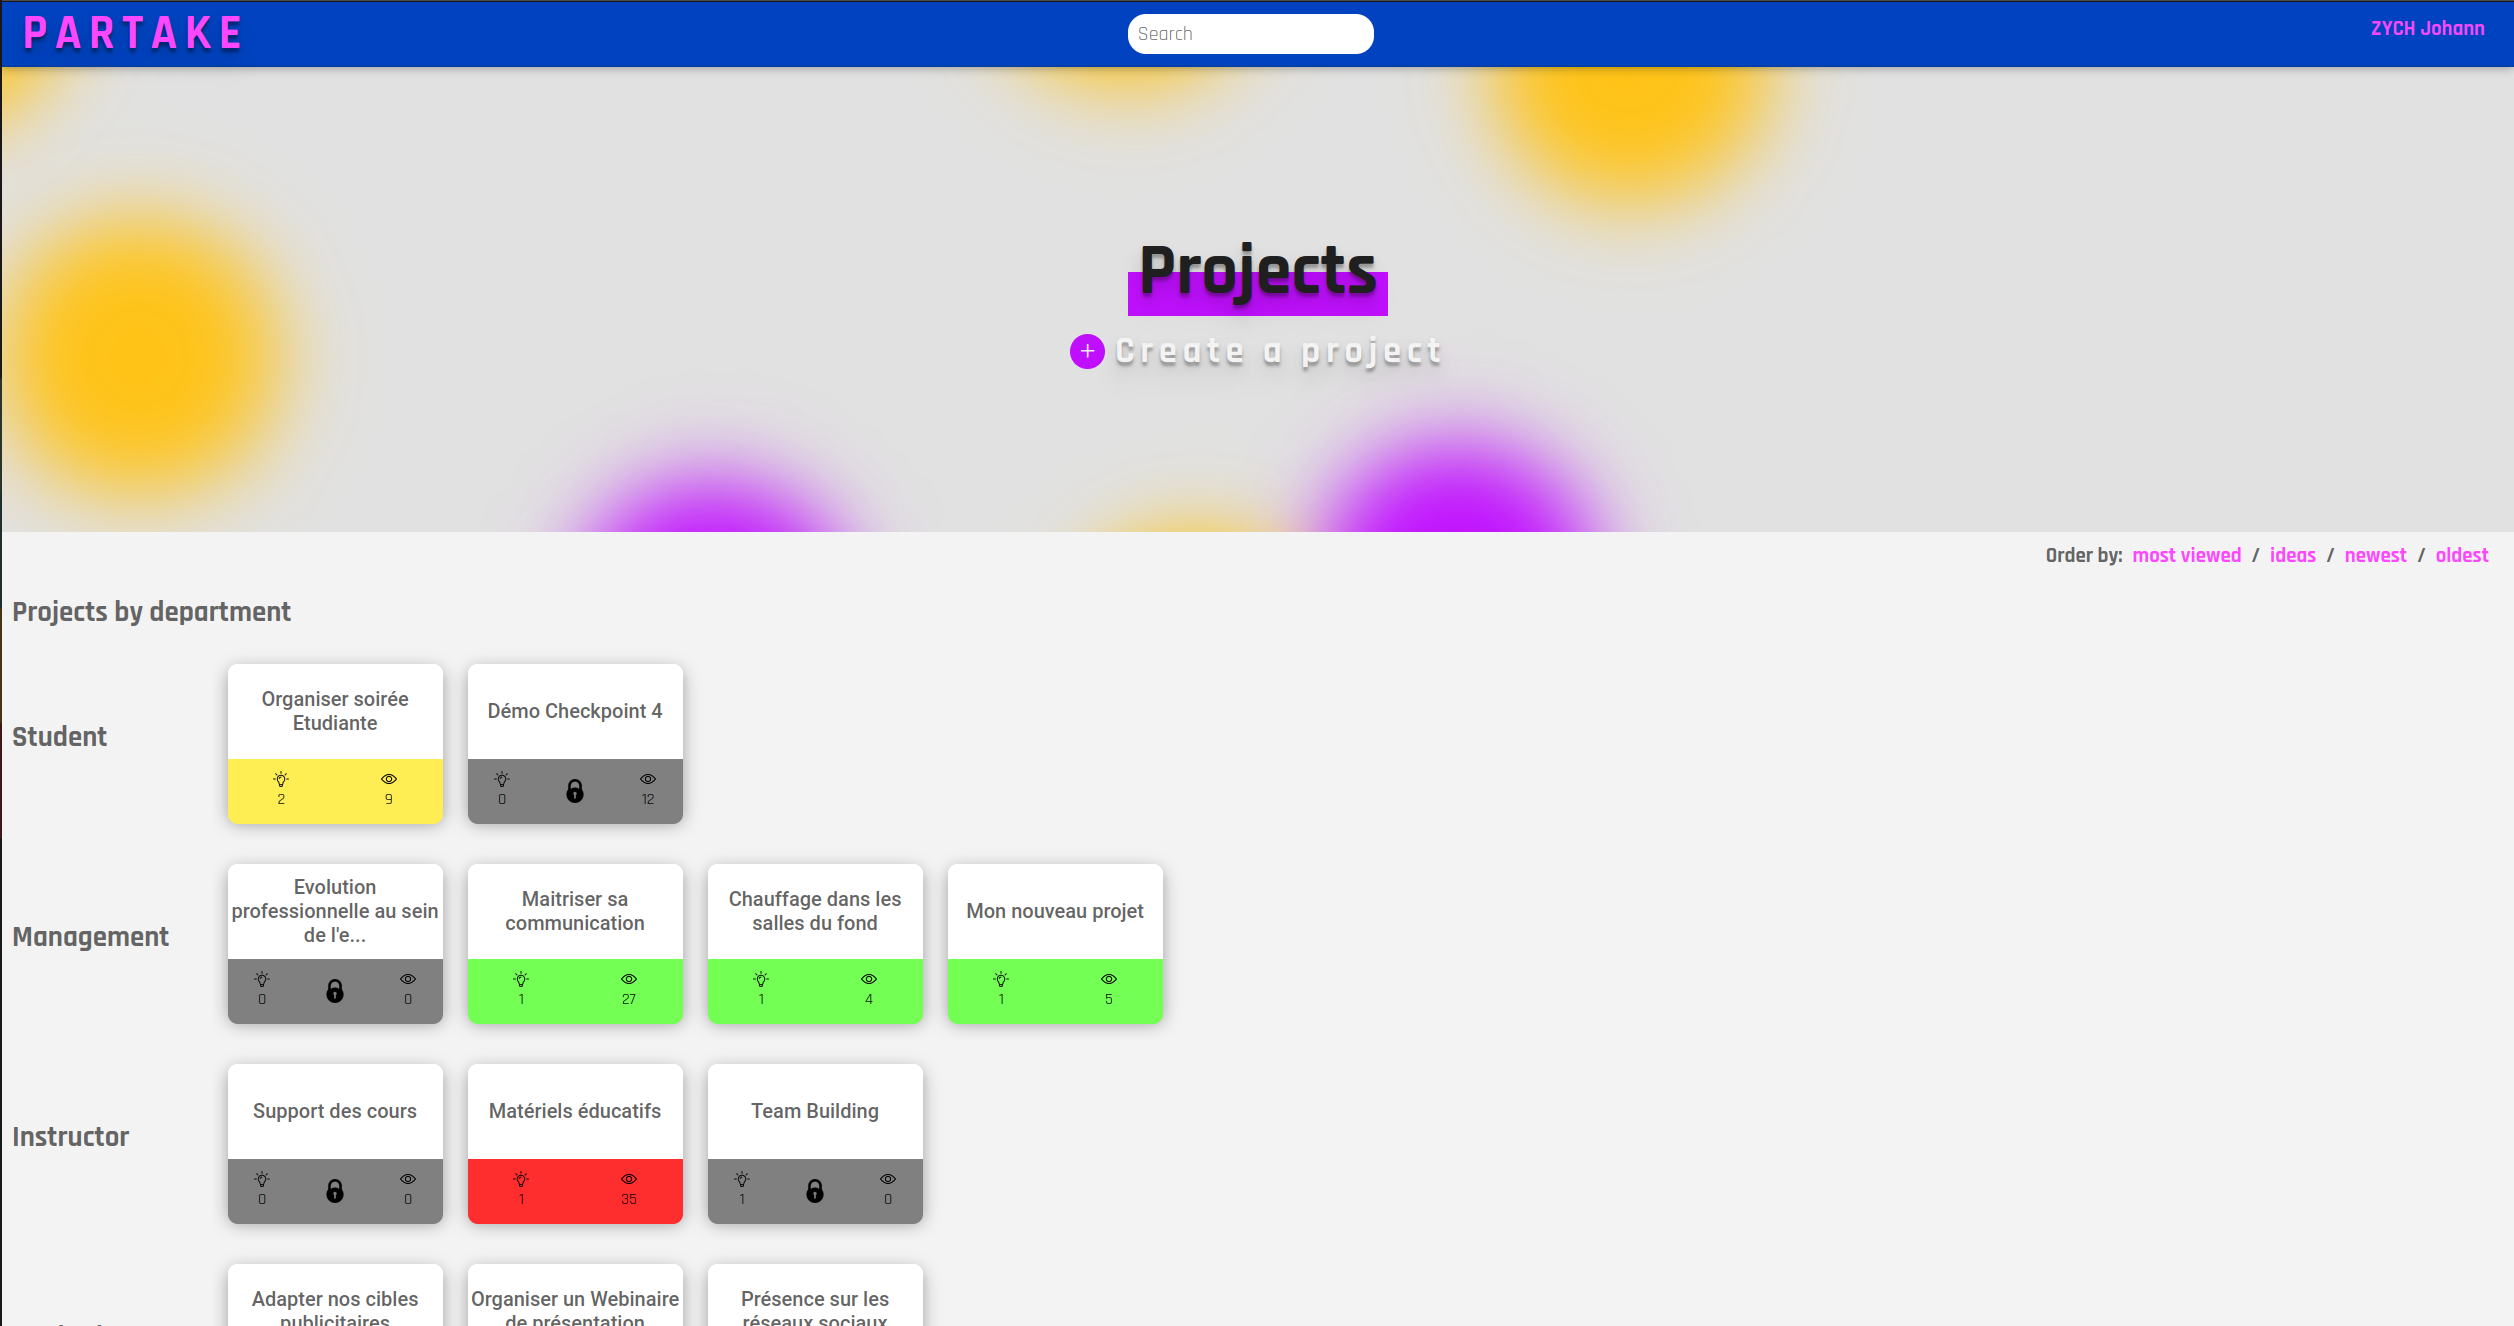 PARTAKE
Search
ZYCH Johann
Projects
+ Create a project
Order by: most viewed / ideas / newest / oldest
Projects by department
Student
Organiser soirée
Etudiante
2
9
Démo Checkpoint 4
0
12
Management
Evolution
professionnelle au sein
de l'e...
0
0
Maitriser sa
communication
1
27
Chauffage dans les
salles du fond
1
4
Mon nouveau projet
1
5
Instructor
Support des cours
0
0
Matériels éducatifs
1
35
Team Building
1
0
Adapter nos cibles
publicitaires
Organiser un Webinaire
de présentation
Présence sur les
réseaux sociaux